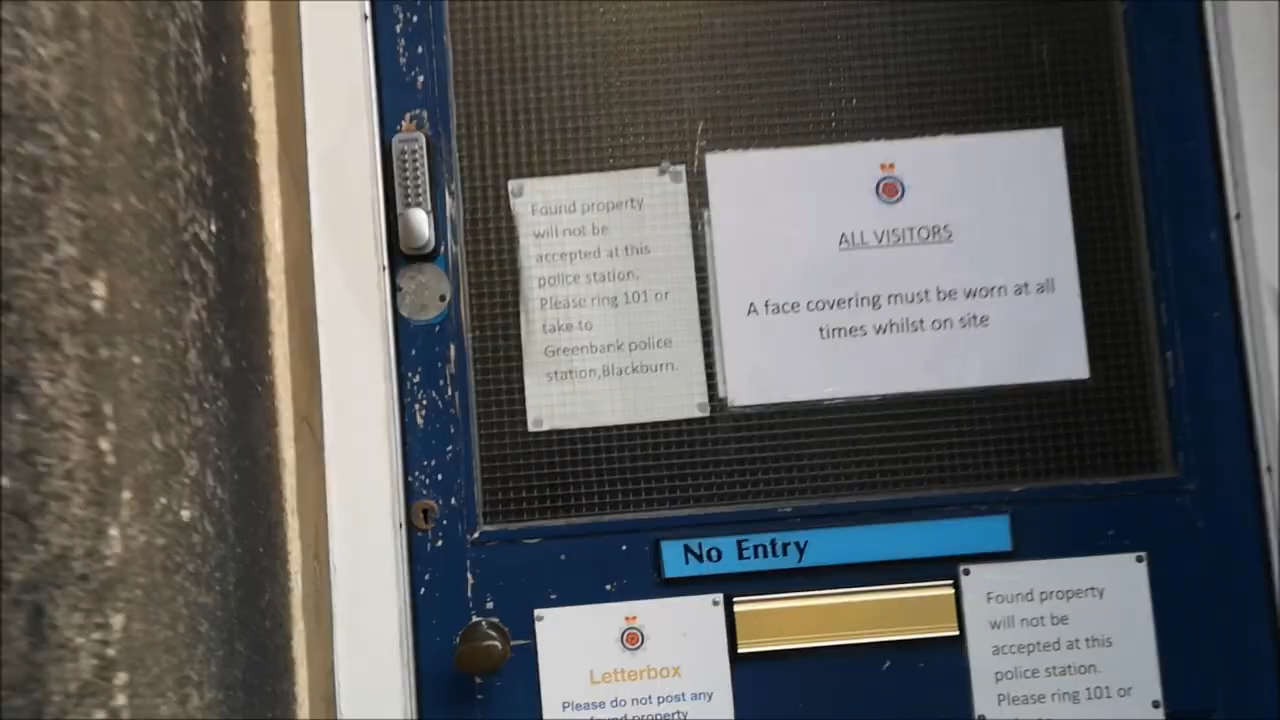 Found property
will not be
accepted at this
police station.
Please ring 101 or
take to
Greenbank police
station,Blackburn.
ALL VISITORS
A face covering must be worn at all
times whilst on site
No Entry
Letterbox
Please do not post any
found property
Found property
will not be
accepted at this
police station.
Please ring 101 or